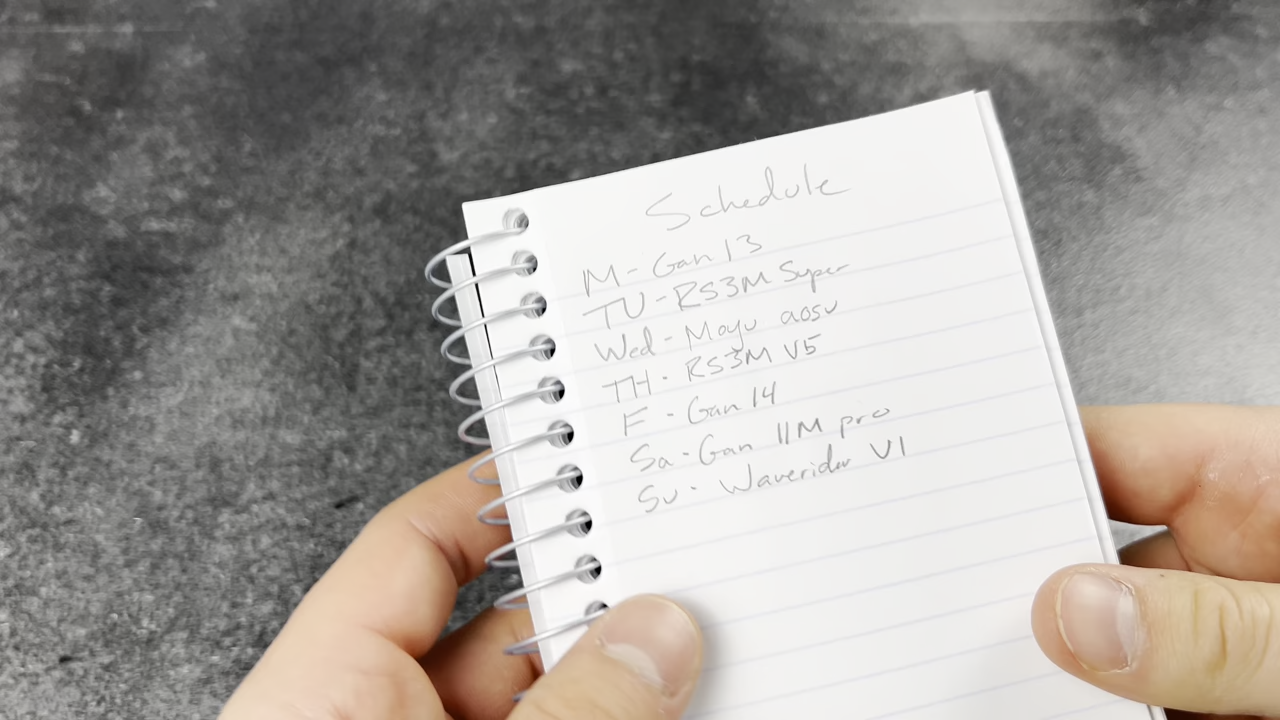 Schedule
M - Gan 13
TU - RS3M Super
Wed - Moyu aosu
TH - RS3M V5
F - Gan 14
Sa - Gan 11M pro
Su - Waverider V1